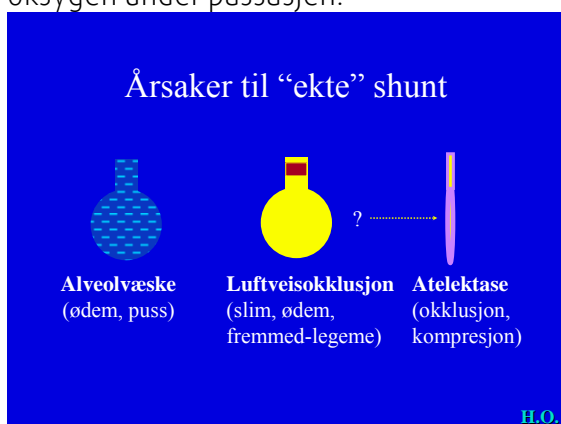 oksygen under passasjen.
Årsaker til “ekte” shunt
?
Alveolvæske
(ødem, puss)
Luftveisokklusjon
(slim, ødem,
fremmed-legeme)
Atelektase
(okklusjon,
kompresjon)
H.O.